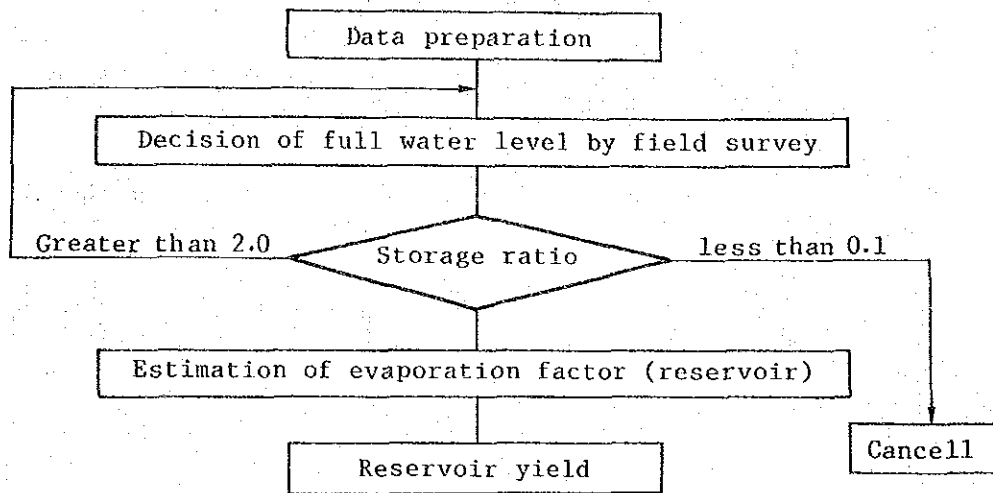 Data preparation
Decision of full water level by field survey
Greater than 2.0
Storage ratio
less than 0.1
Estimation of evaporation factor (reservoir)
Reservoir yield
Cancell